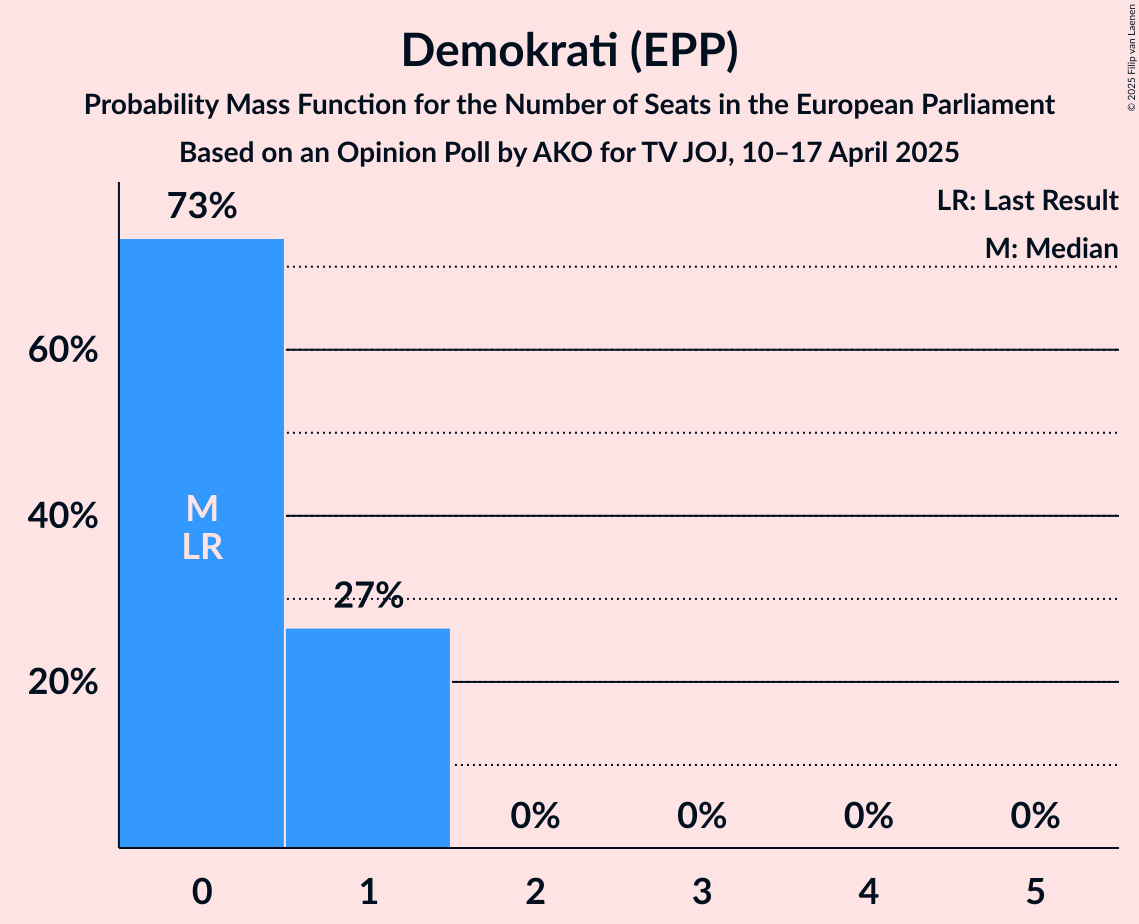 Demokrati (EPP)
Probability Mass Function for the Number of Seats in the European Parliament
Based on an Opinion Poll by AKO for TV JOJ, 10–17 April 2025
© 2025 Filip van Laenen
LR: Last Result
M: Median
73%
60%
40%
20%
M
LR
27%
0%
0%
0%
0%
0
1
2
3
4
5